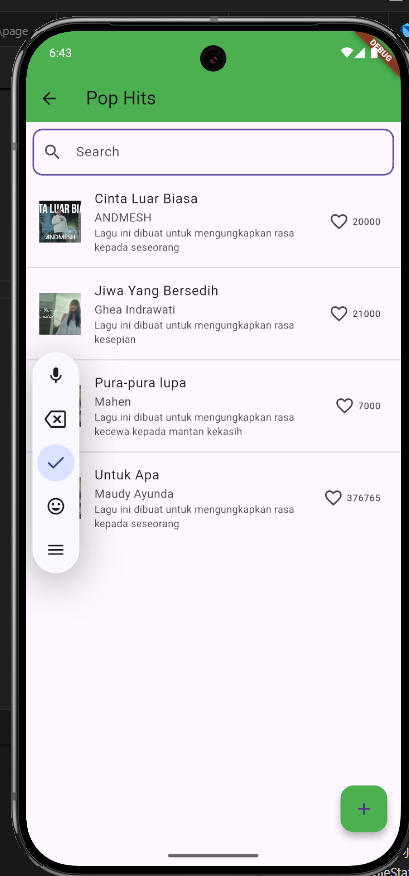 \page
6:43
DEBUG
Pop Hits
Search
TA LUAR BI
ANDMESH
Cinta Luar Biasa
ANDMESH
Lagu ini dibuat untuk mengungkapkan rasa
kepada seseorang
20000
Jiwa Yang Bersedih
Ghea Indrawati
Lagu ini dibuat untuk mengungkapkan rasa
kesepian
21000
Pura-pura lupa
Mahen
Lagu ini dibuat untuk mengungkapkan rasa
kecewa kepada mantan kekasih
7000
Untuk Apa
Maudy Ayunda
Lagu ini dibuat untuk mengungkapkan rasa
kepada seseorang
376765